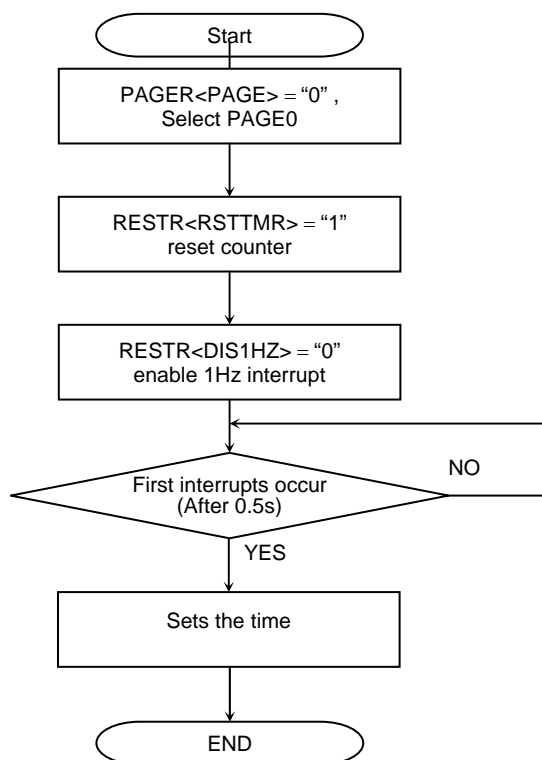 Start
PAGER<PAGE> = “0” ,
Select PAGE0
RESTR<RSTTMR> = “1”
reset counter
RESTR<DIS1HZ> = “0”
enable 1Hz interrupt
First interrupts occur
(After 0.5s)
NO
YES
Sets the time
END